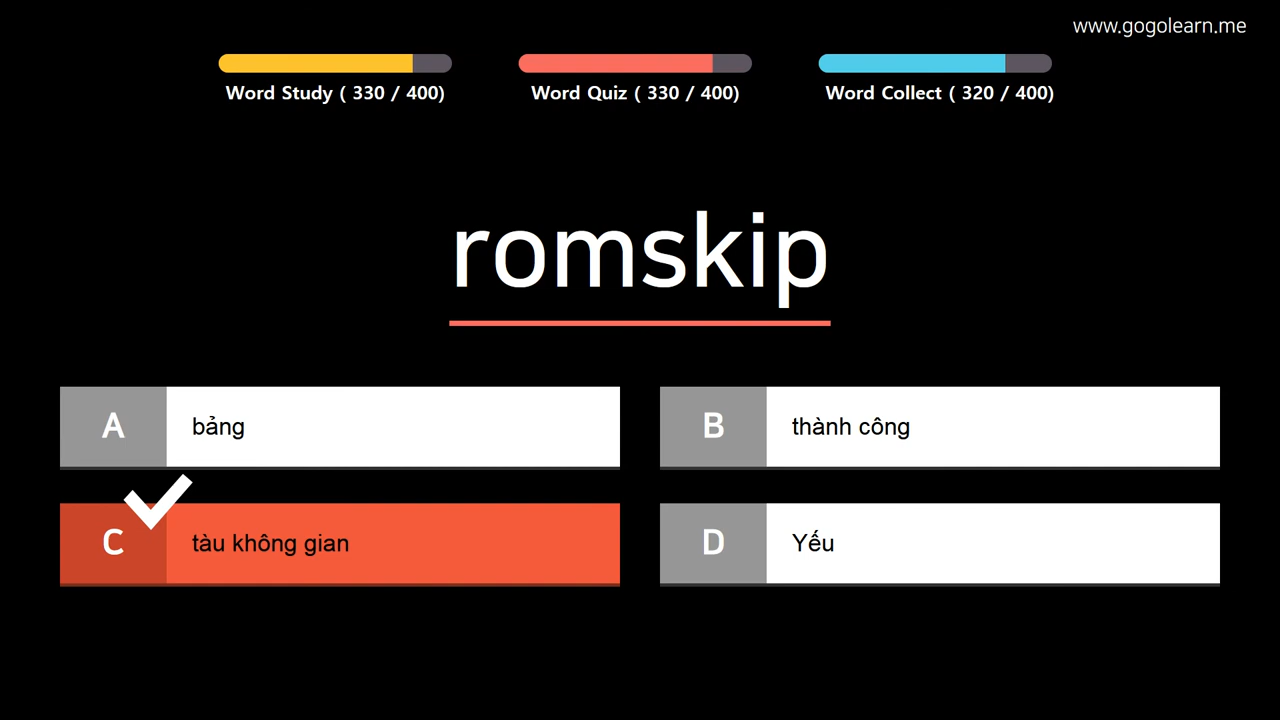 www.gogolearn.me
Word Study ( 330 / 400)
Word Quiz ( 330 / 400)
Word Collect ( 320 / 400)
romskip
A bảng
B thành công
C tàu không gian
D Yếu